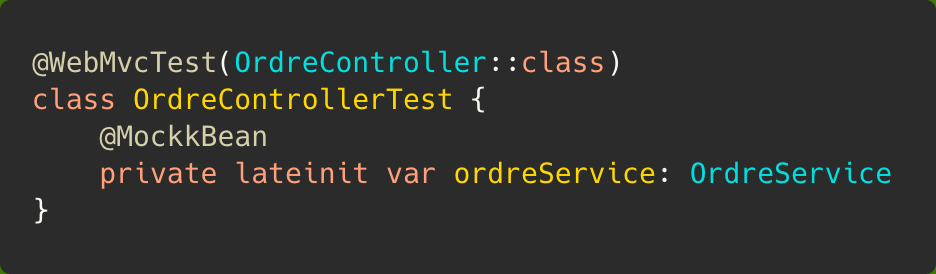 @WebMvcTest(OrdreController::class)
class OrdreControllerTest {
    @MockkBean
    private lateinit var ordreService: OrdreService
}